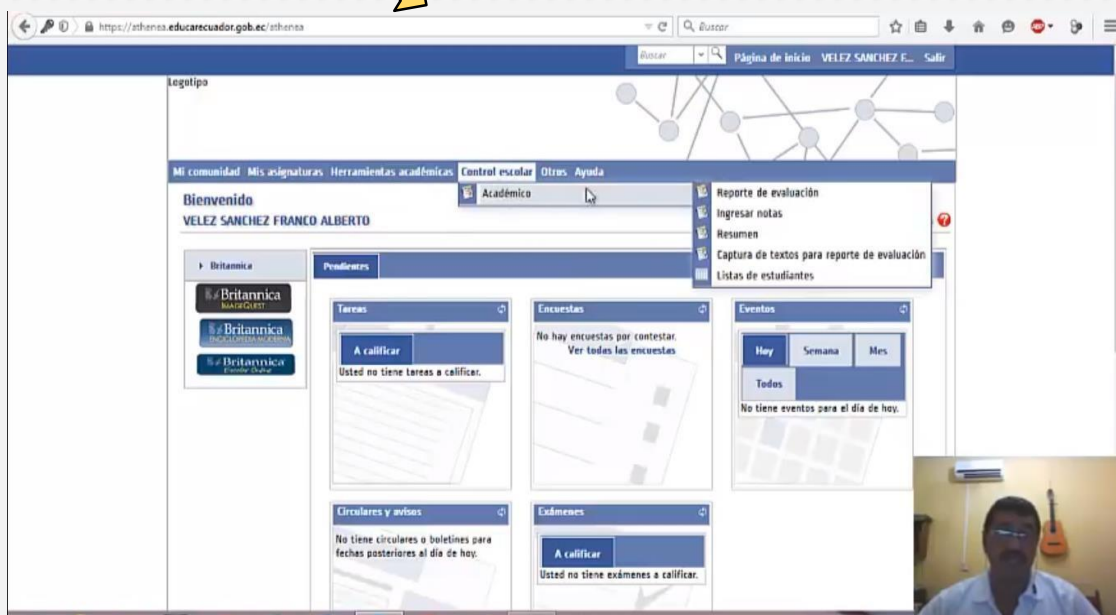 https://athenea.educarecuador.gob.ec/athenea
Buscar
Buscar
Página de inicio VELEZ SANCHEZ F... Salir
Logotipo
Mi comunidad Mis asignaturas Herramientas académicas Control escolar Otros Ayuda
Académico
Reporte de evaluación
Ingresar notas
Resumen
Captura de textos para reporte de evaluación
Listas de estudiantes
Bienvenido
VELEZ SANCHEZ FRANCO ALBERTO
Britannica
Britannica
IMAGEQUEST
Britannica
ENCICLOPEDIA MODERNA
Britannica
Escolar Online
Pendientes
Tareas
A calificar
Usted no tiene tareas a calificar.
Encuestas
No hay encuestas por contestar.
Ver todas las encuestas
Eventos
Hoy Semana Mes
Todos
No tiene eventos para el día de hoy.
Circulares y avisos
No tiene circulares o boletines para
fechas posteriores al día de hoy.
Exámenes
A calificar
Usted no tiene exámenes a calificar.